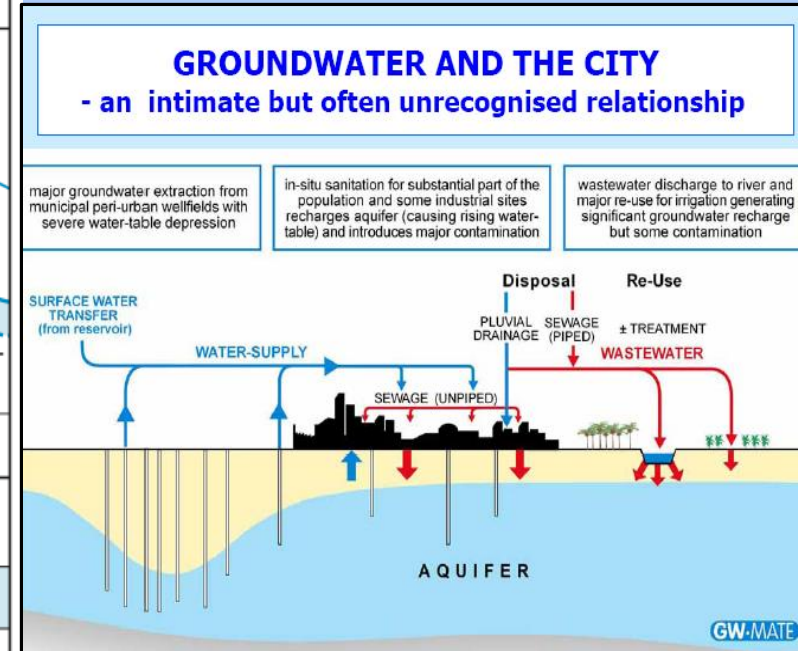 GROUNDWATER AND THE CITY
- an intimate but often unrecognised relationship
major groundwater extraction from
municipal peri-urban wellfields with
severe water-table depression
in-situ sanitation for substantial part of the
population and some industrial sites
recharges aquifer (causing rising water-
table) and introduces major contamination
wastewater discharge to river and
major re-use for irrigation generating
significant groundwater recharge
but some contamination
Disposal Re-Use
SURFACE WATER
TRANSFER
(from reservoir)
PLUVIAL
DRAINAGE
SEWAGE
(PIPED)
± TREATMENT
WATER-SUPPLY
WASTEWATER
SEWAGE (UNPIPED)
AQUIFER
GW·MATE